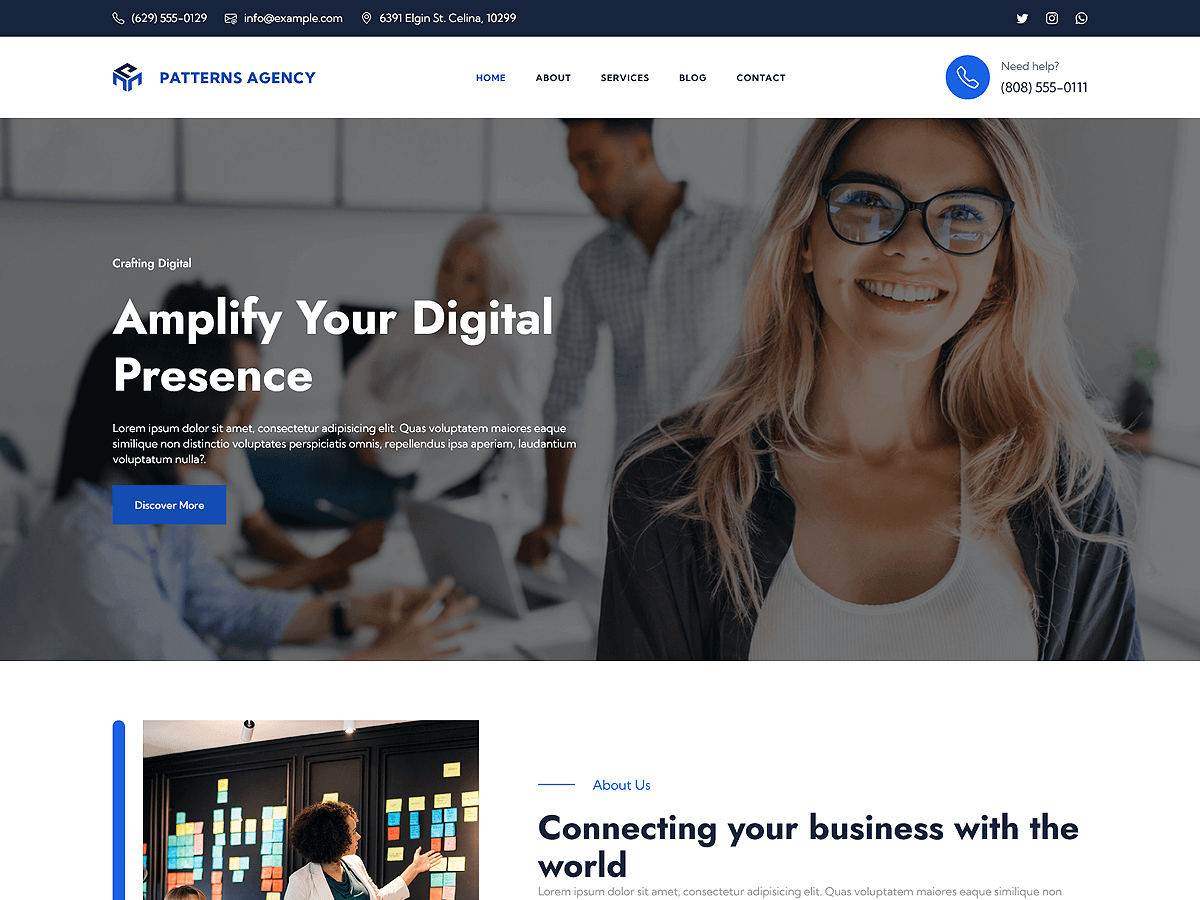 (629) 555-0129 info@example.com 6391 Elgin St. Celina, 10299
PATTERNS AGENCY
HOME ABOUT SERVICES BLOG CONTACT
Need help?
(808) 555-0111
Crafting Digital
Amplify Your Digital
Presence
Lorem ipsum dolor sit amet, consectetur adipisicing elit. Quas voluptatem maiores eaque
similique non distinctio voluptates perspiciatis omnis, repellendus ipsa aperiam, laudantium
voluptatum nulla?.
Discover More
About Us
Connecting your business with the
world
Lorem ipsum dolor sit amet, consectetur adipisicing elit. Quas voluptatem maiores eaque similique non